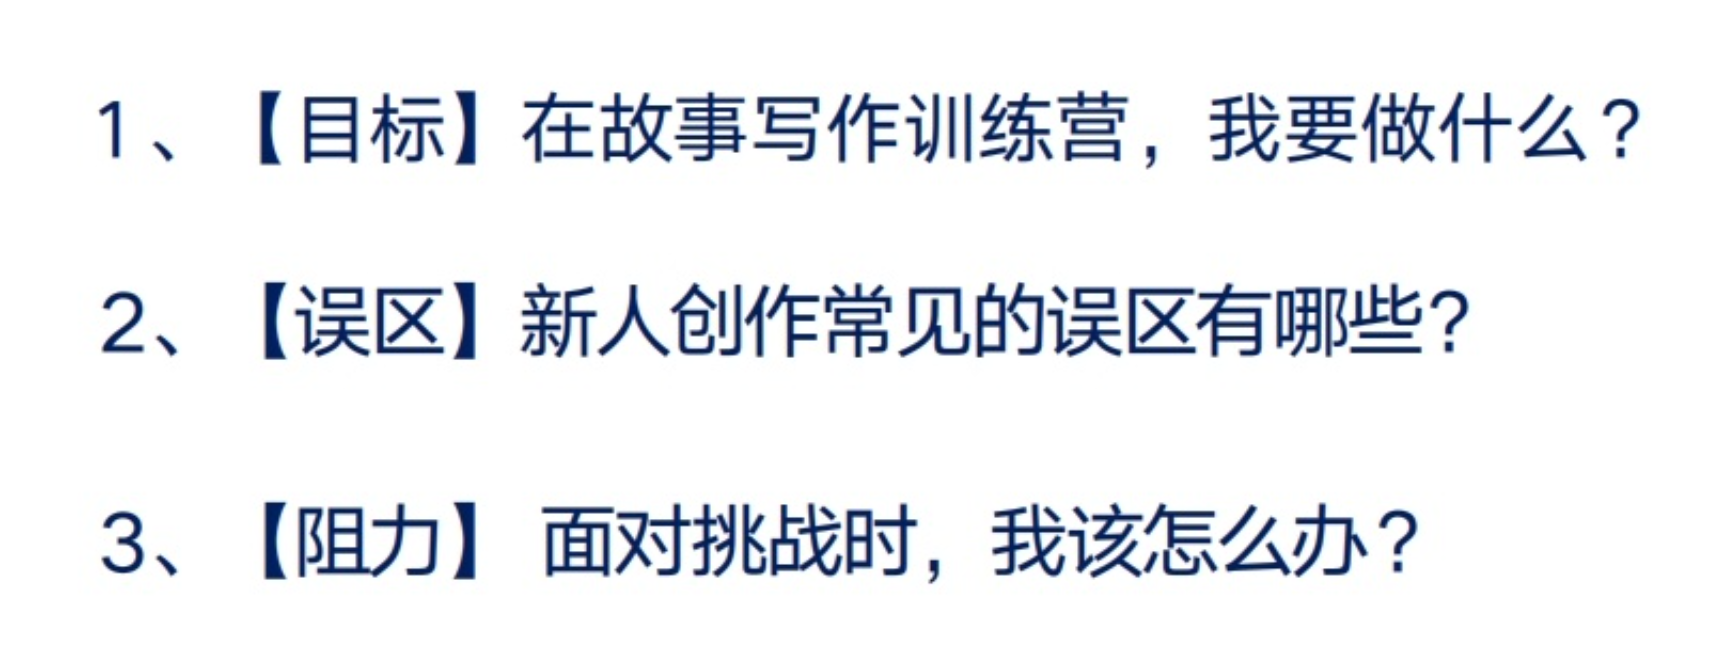 1、【目标】在故事写作训练营，我要做什么？
2、【误区】新人创作常见的误区有哪些？
3、【阻力】 面对挑战时，我该怎么办？